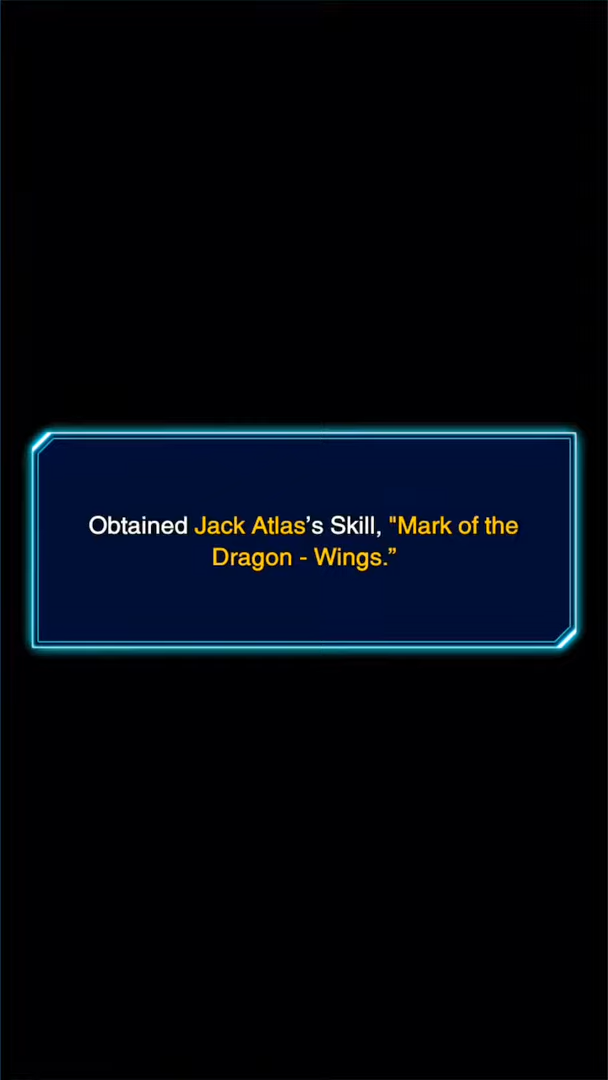 Obtained Jack Atlas’s Skill, "Mark of the
Dragon - Wings.”